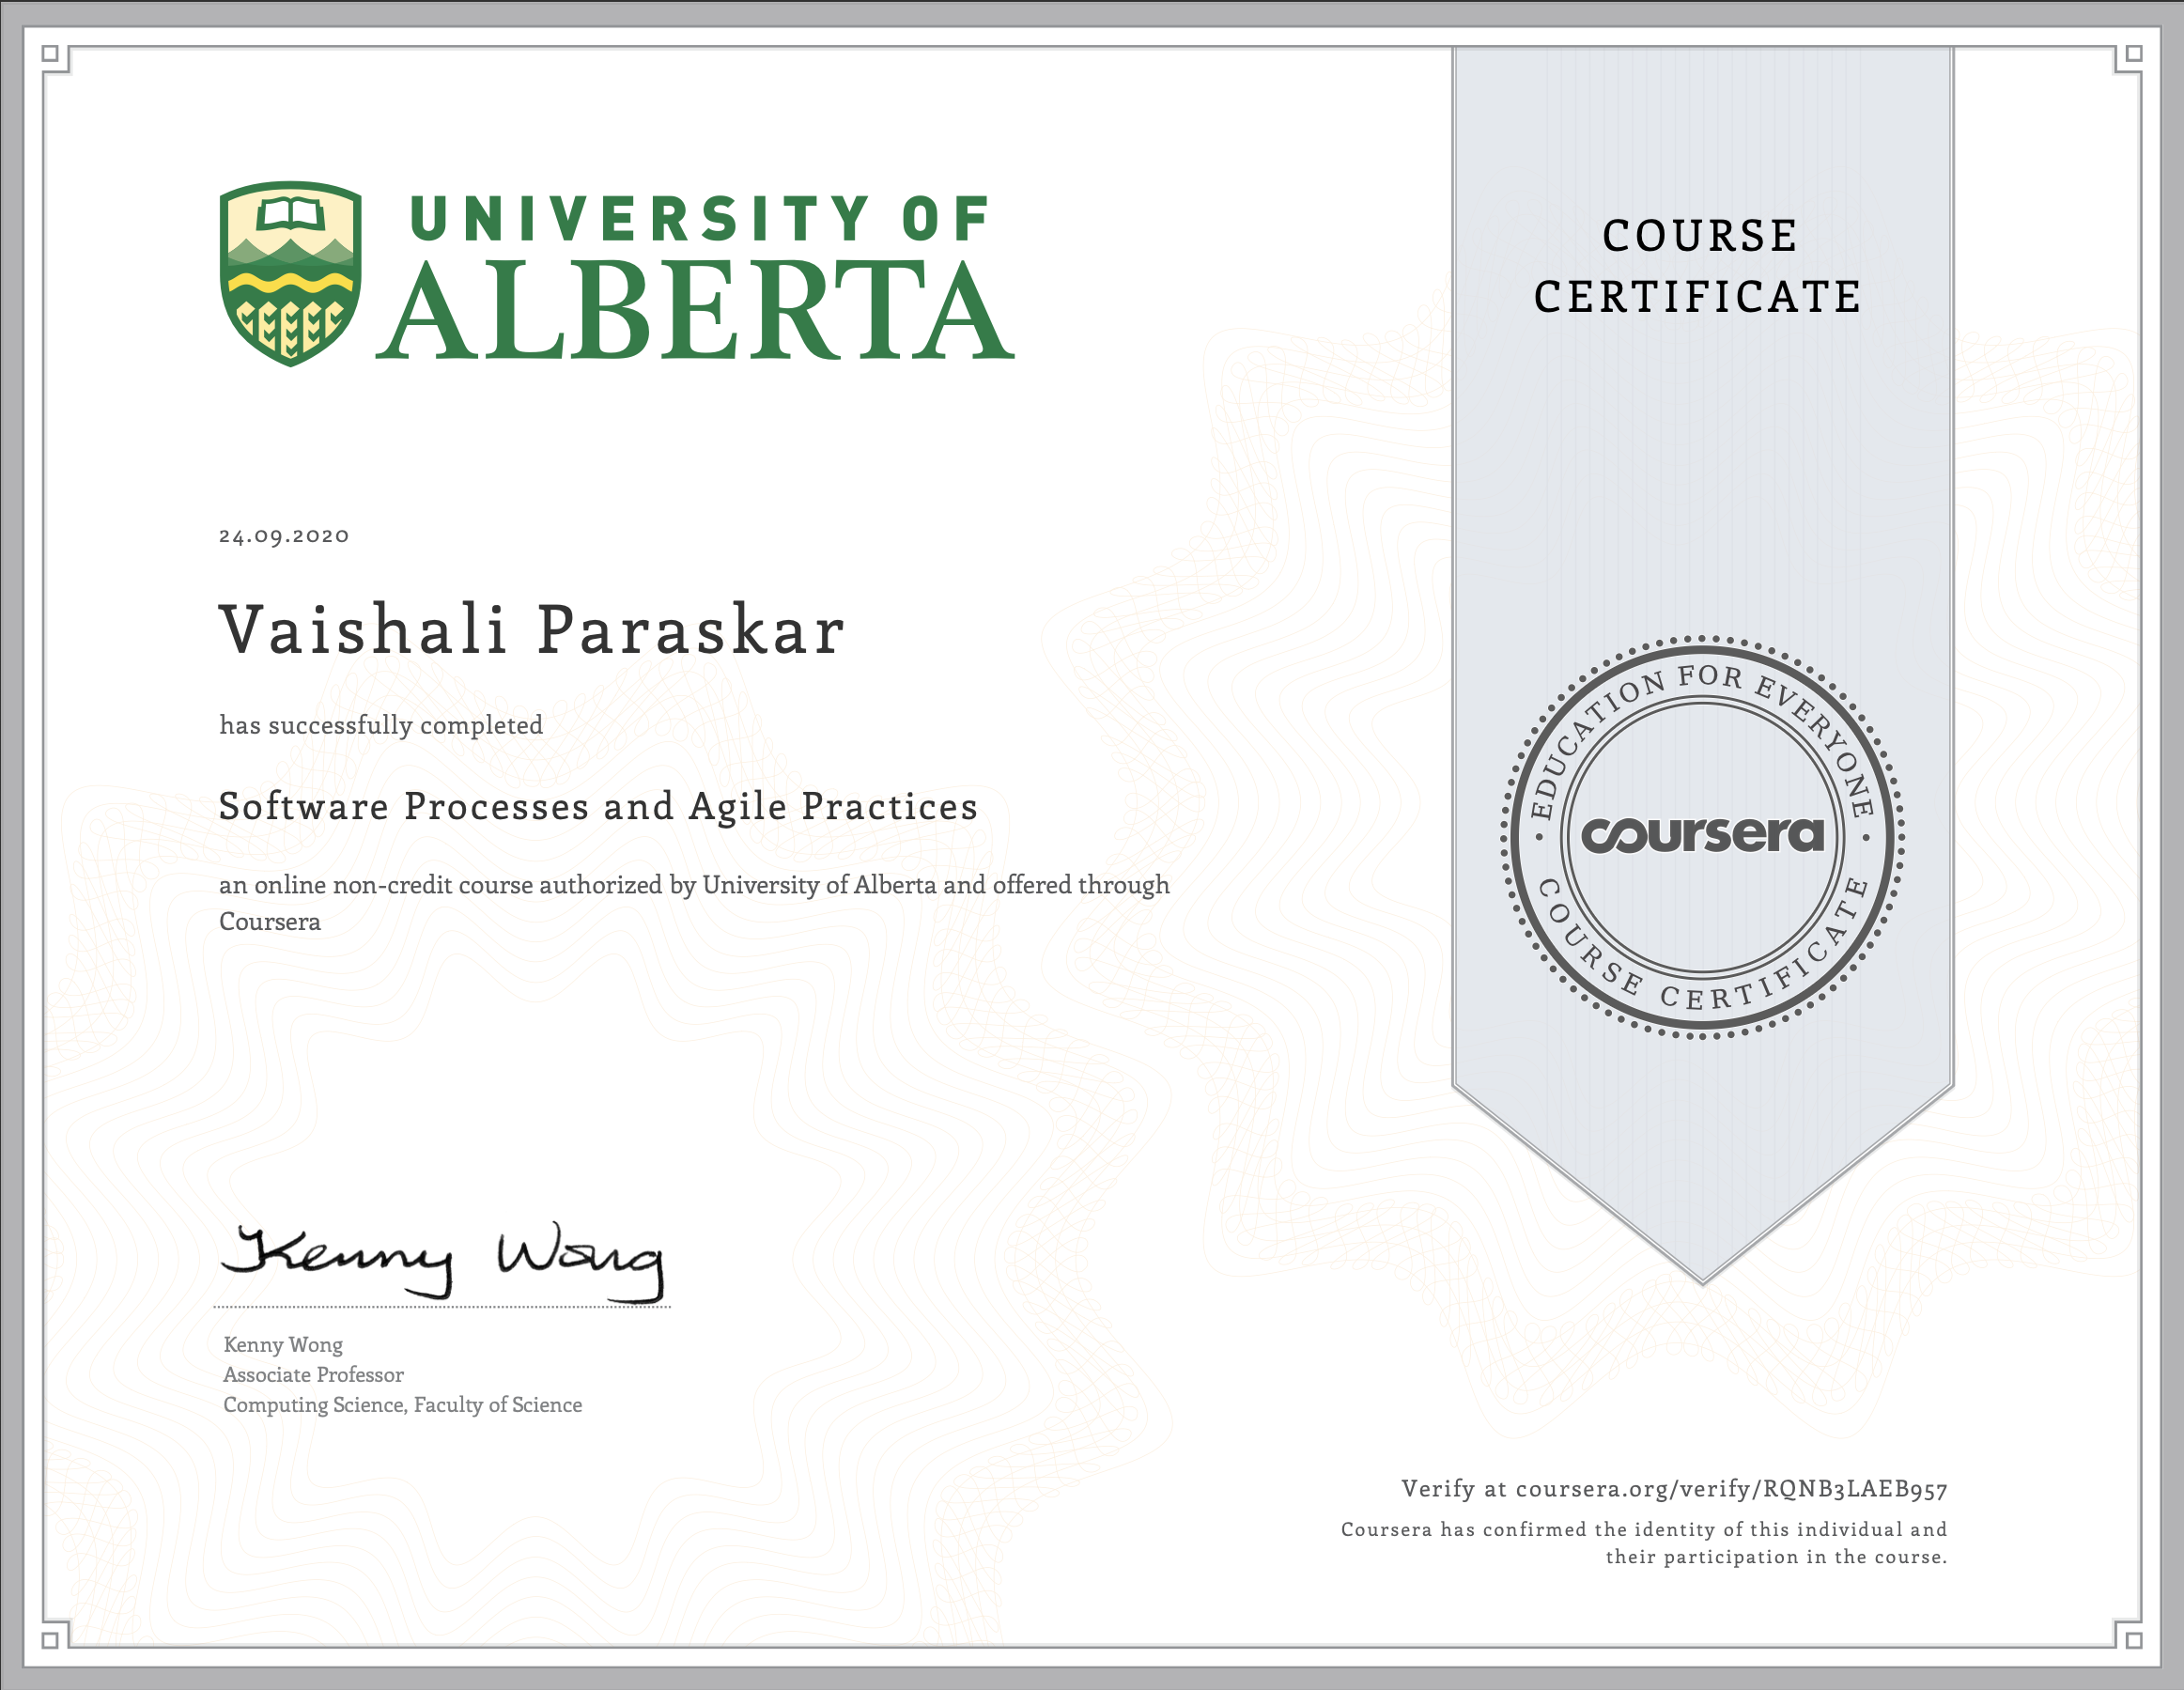 UNIVERSITY OF
ALBERTA
COURSE
CERTIFICATE
24.09.2020
Vaishali Paraskar
has successfully completed
Software Processes and Agile Practices
an online non-credit course authorized by University of Alberta and offered through
Coursera
EDUCATION FOR EVERYONE
coursera
COURSE CERTIFICATE
Kenny Wong
Kenny Wong
Associate Professor
Computing Science, Faculty of Science
Verify at coursera.org/verify/RQNB3LAEB957
Coursera has confirmed the identity of this individual and
their participation in the course.